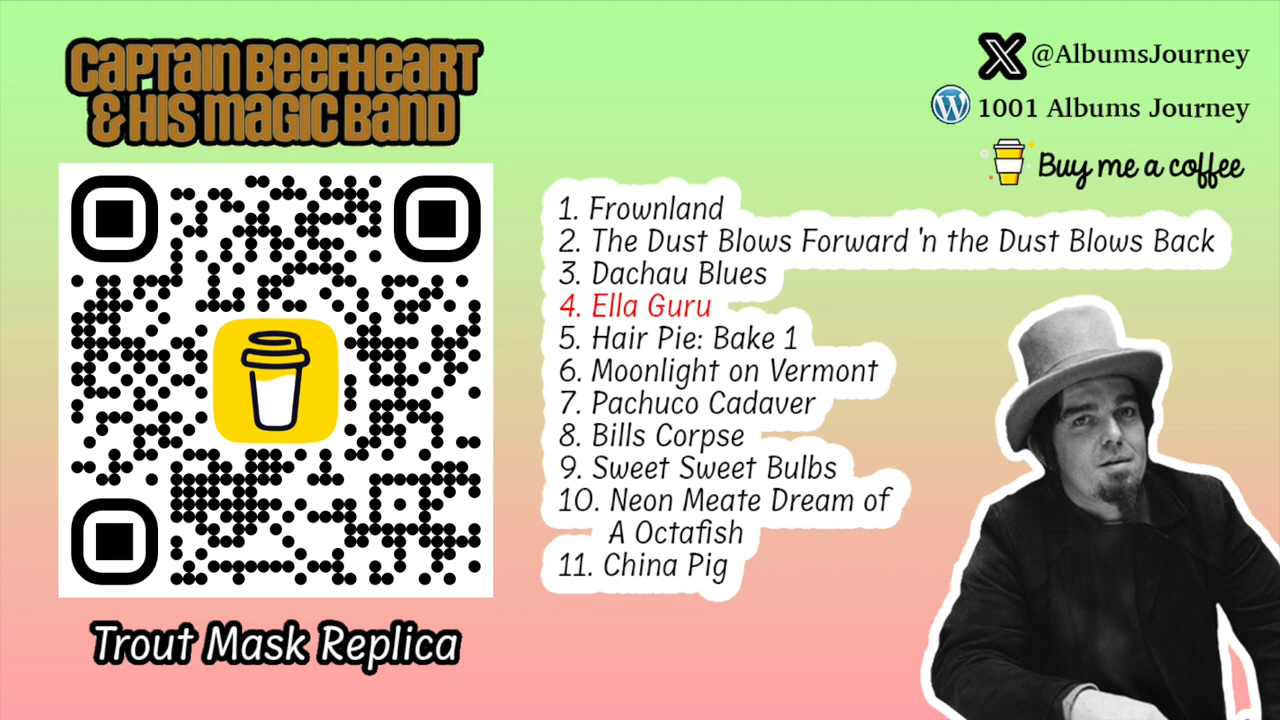 CAPTAIN BEEFHEART
& HIS MAGIC BAND
@AlbumsJourney
1001 Albums Journey
Buy me a coffee
1. Frownland
2. The Dust Blows Forward 'n the Dust Blows Back
3. Dachau Blues
4. Ella Guru
5. Hair Pie: Bake 1
6. Moonlight on Vermont
7. Pachuco Cadaver
8. Bills Corpse
9. Sweet Sweet Bulbs
10. Neon Meate Dream of
A Octafish
11. China Pig
Trout Mask Replica